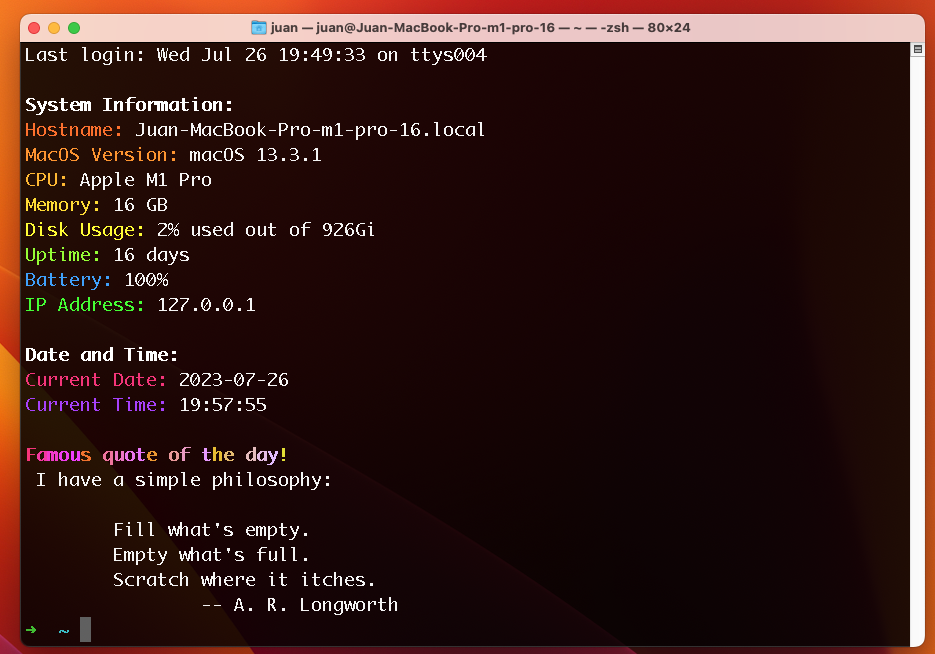 juan — juan@Juan-MacBook-Pro-m1-pro-16 — ~ — -zsh — 80×24
Last login: Wed Jul 26 19:49:33 on ttys004
System Information:
Hostname: Juan-MacBook-Pro-m1-pro-16.local
MacOS Version: macOS 13.3.1
CPU: Apple M1 Pro
Memory: 16 GB
Disk Usage: 2% used out of 926Gi
Uptime: 16 days
Battery: 100%
IP Address: 127.0.0.1
Date and Time:
Current Date: 2023-07-26
Current Time: 19:57:55
Famous quote of the day!
I have a simple philosophy:
Fill what's empty.
Empty what's full.
Scratch where it itches.
-- A. R. Longworth
➜ ~